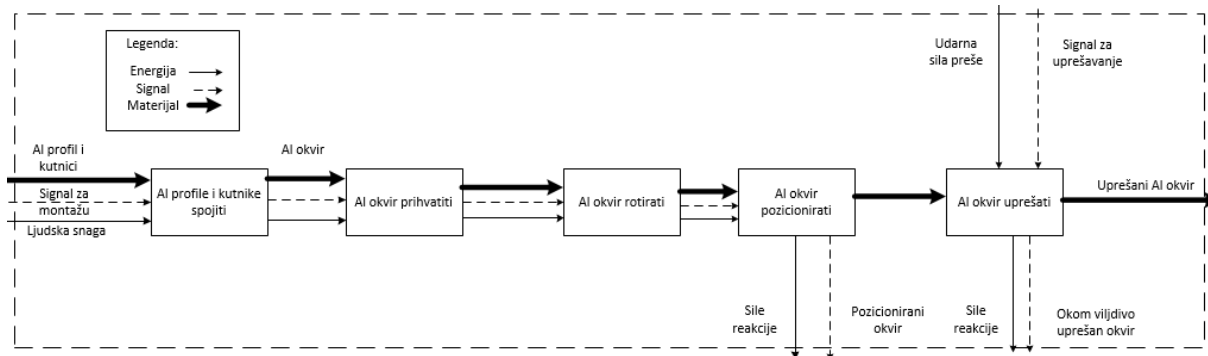 Legenda:
Energija
Signal
Materijal
Udarna
sila preše
Signal za
uprešavanje
Al profil i
kutnici
Signal za
montažu
Ljudska snaga
Al profile i kutnike
spojiti
Al okvir
Al okvir prihvatiti
Al okvir rotirati
Al okvir
pozicionirati
Al okvir uprešati
Uprešani Al okvir
Sile
reakcije
Pozicionirani
okvir
Sile
reakcije
Okom viljdivo
uprešan okvir